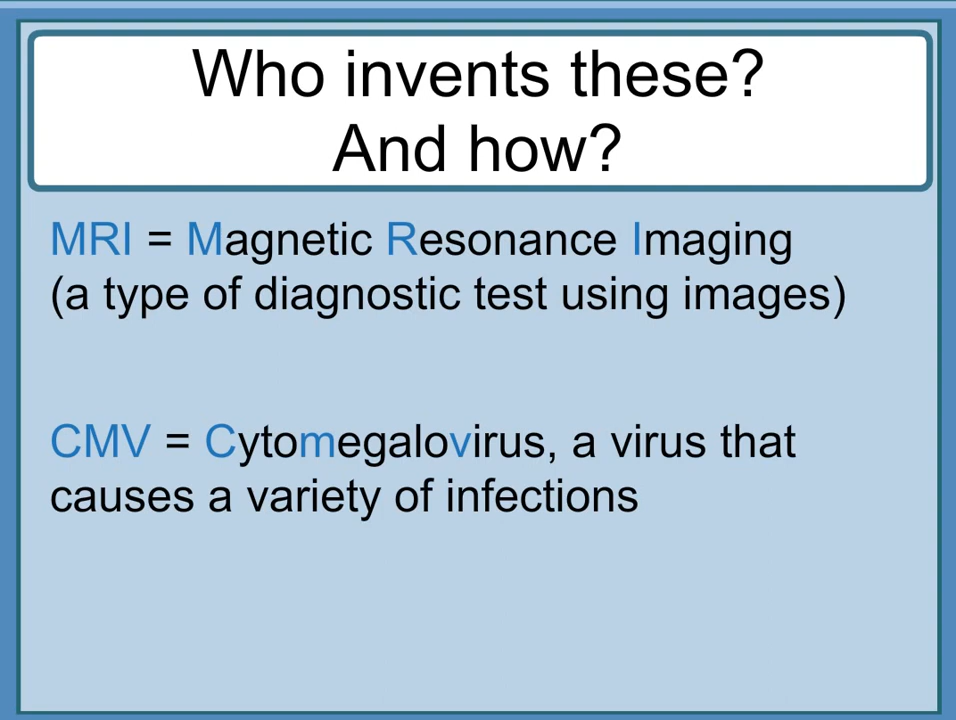 Who invents these?
And how?
MRI = Magnetic Resonance Imaging
(a type of diagnostic test using images)
CMV = Cytomegalovirus, a virus that
causes a variety of infections